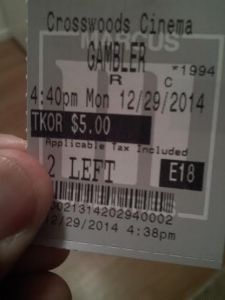 Crosswoods Cinema
GAMBLER
R *1994
C
4:40pm Mon 12/29/2014
TKOR $5.00
Applicable Tax Included
2 LEFT E18
0021314202940002
12/29/2014 4:38pm